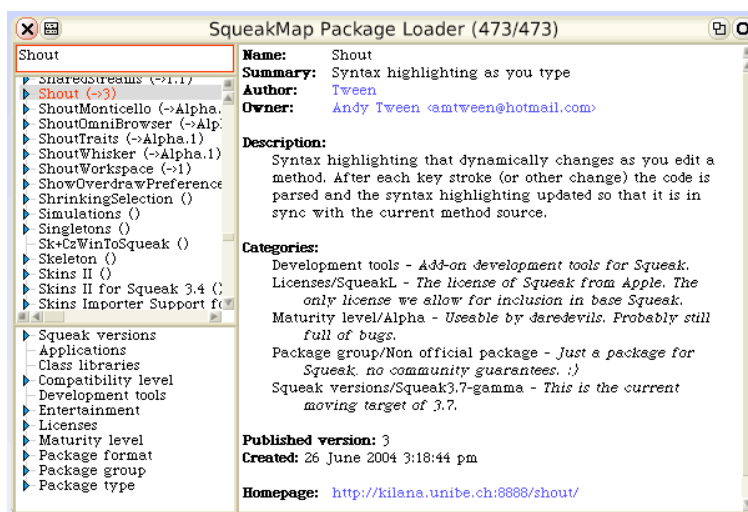 SqueakMap Package Loader (473/473)
Shout
SharedStreams (->1.1)
Shout (->3)
ShoutMonticello (->Alpha.
ShoutOmniBrowser (->Alp
ShoutTraits (->Alpha.1)
ShoutWhisker (->Alpha.1)
ShoutWorkspace (->1)
ShowOverdrawPreference
ShrinkingSelection ()
Simulations ()
Singletons ()
Sk+CzWinToSqueak ()
Skeleton ()
Skins II ()
Skins II for Squeak 3.4 ()
Skins Importer Support fo
Squeak versions
Applications
Class libraries
Compatibility level
Development tools
Entertainment
Licenses
Maturity level
Package format
Package group
Package type
Name: Shout
Summary: Syntax highlighting as you type
Author: Tween
Owner: Andy Tween <amtween@hotmail.com>
Description:
Syntax highlighting that dynamically changes as you edit a
method. After each key stroke (or other change) the code is
parsed and the syntax highlighting updated so that it is in
sync with the current method source.
Categories:
Development tools - Add-on development tools for Squeak.
Licenses/SqueakL - The license of Squeak from Apple. The
only license we allow for inclusion in base Squeak.
Maturity level/Alpha - Useable by daredevils. Probably still
full of bugs.
Package group/Non official package - Just a package for
Squeak, no community guarantees. :)
Squeak versions/Squeak3.7-gamma - This is the current
moving target of 3.7.
Published version: 3
Created: 26 June 2004 3:18:44 pm
Homepage: http://kilana.unibe.ch:8888/shout/